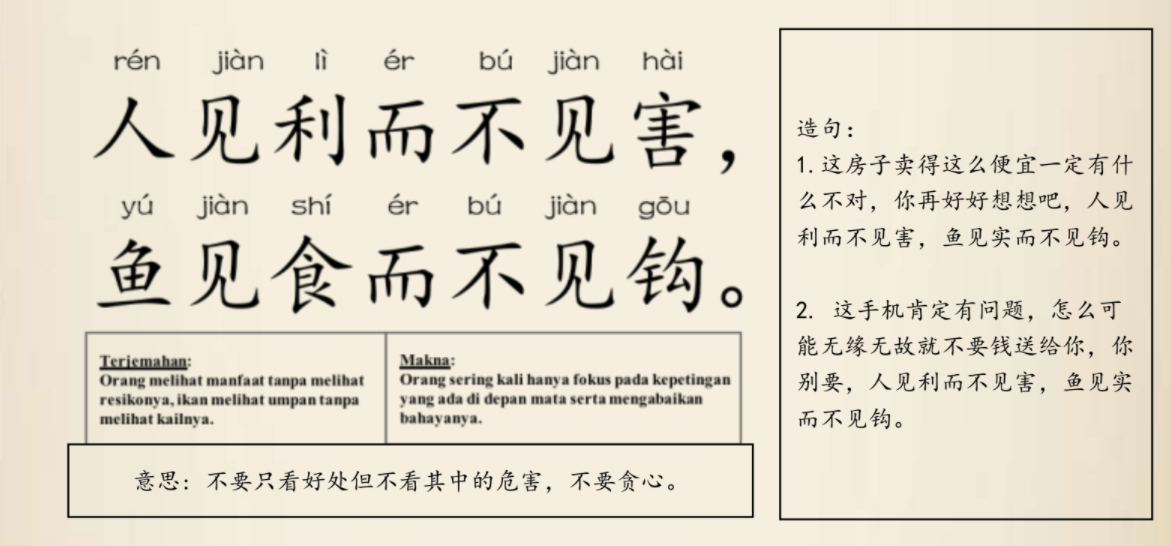 rén jiàn lì ér bú jiàn hài
人见利而不见害，
yú jiàn shí ér bú jiàn gōu
鱼见食而不见钩。
Terjemahan:
Orang melihat manfaat tanpa melihat
resikonya, ikan melihat umpan tanpa
melihat kailnya.
Makna:
Orang sering kali hanya fokus pada kepetingan
yang ada di depan mata serta mengabaikan
bahayanya.
意思：不要只看好处但不看其中的危害，不要贪心。
造句：
1.这房子卖得这么便宜一定有什
么不对，你再好好想想吧，人见
利而不见害，鱼见实而不见钩。
2. 这手机肯定有问题，怎么可
能无缘无故就不要钱送给你，你
别要，人见利而不见害，鱼见实
而不见钩。